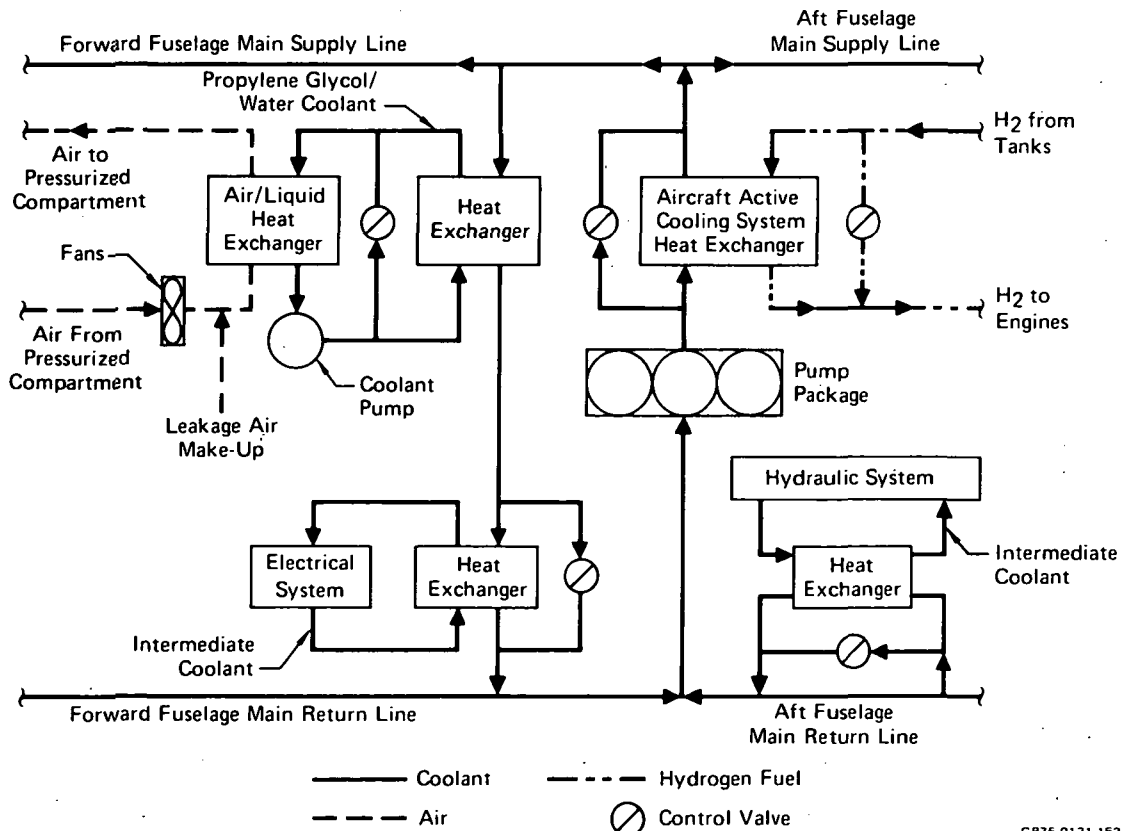 Forward Fuselage Main Supply Line
Aft Fuselage
Main Supply Line
Propylene Glycol/
Water Coolant
H2 from
Tanks
Air to
Pressurized
Compartment
Air/Liquid
Heat
Exchanger
Heat
Exchanger
Aircraft Active
Cooling System
Heat Exchanger
Fans
H2 to
Engines
Air From
Pressurized
Compartment
Coolant
Pump
Pump
Package
Leakage Air
Make-Up
Hydraulic System
Electrical
System
Heat
Exchanger
Heat
Exchanger
Intermediate
Coolant
Intermediate
Coolant
Forward Fuselage Main Return Line
Aft Fuselage
Main Return Line
Coolant
Hydrogen Fuel
Air
Control Valve